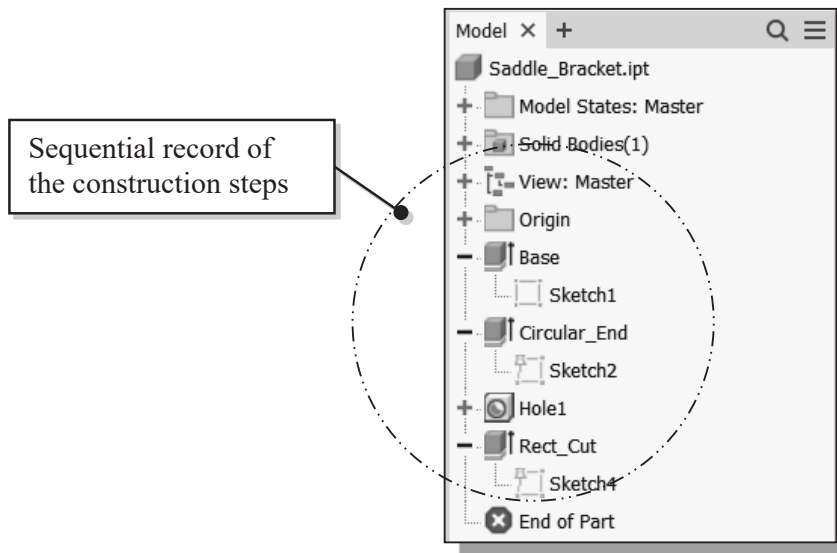 Model × +
Saddle_Bracket.ipt
Model States: Master
Sequential record of
the construction steps
Solid Bodies(1)
View: Master
Origin
Base
Sketch1
Circular_End
Sketch2
Hole1
Rect_Cut
Sketch4
End of Part